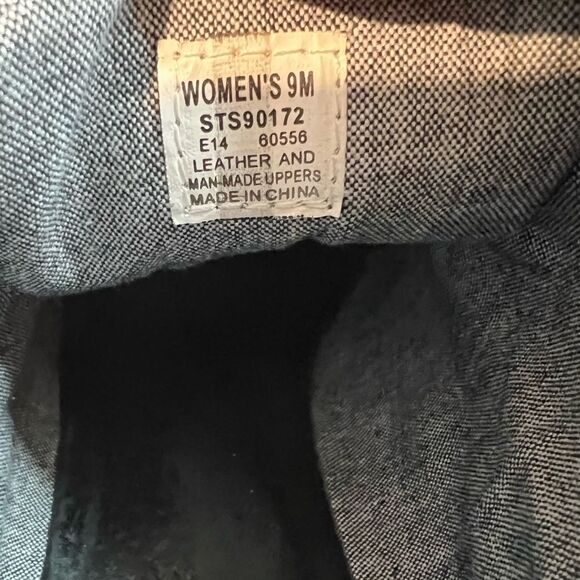 WOMEN'S 9M
STS90172
E14 60556
LEATHER AND
MAN-MADE UPPERS
MADE IN CHINA